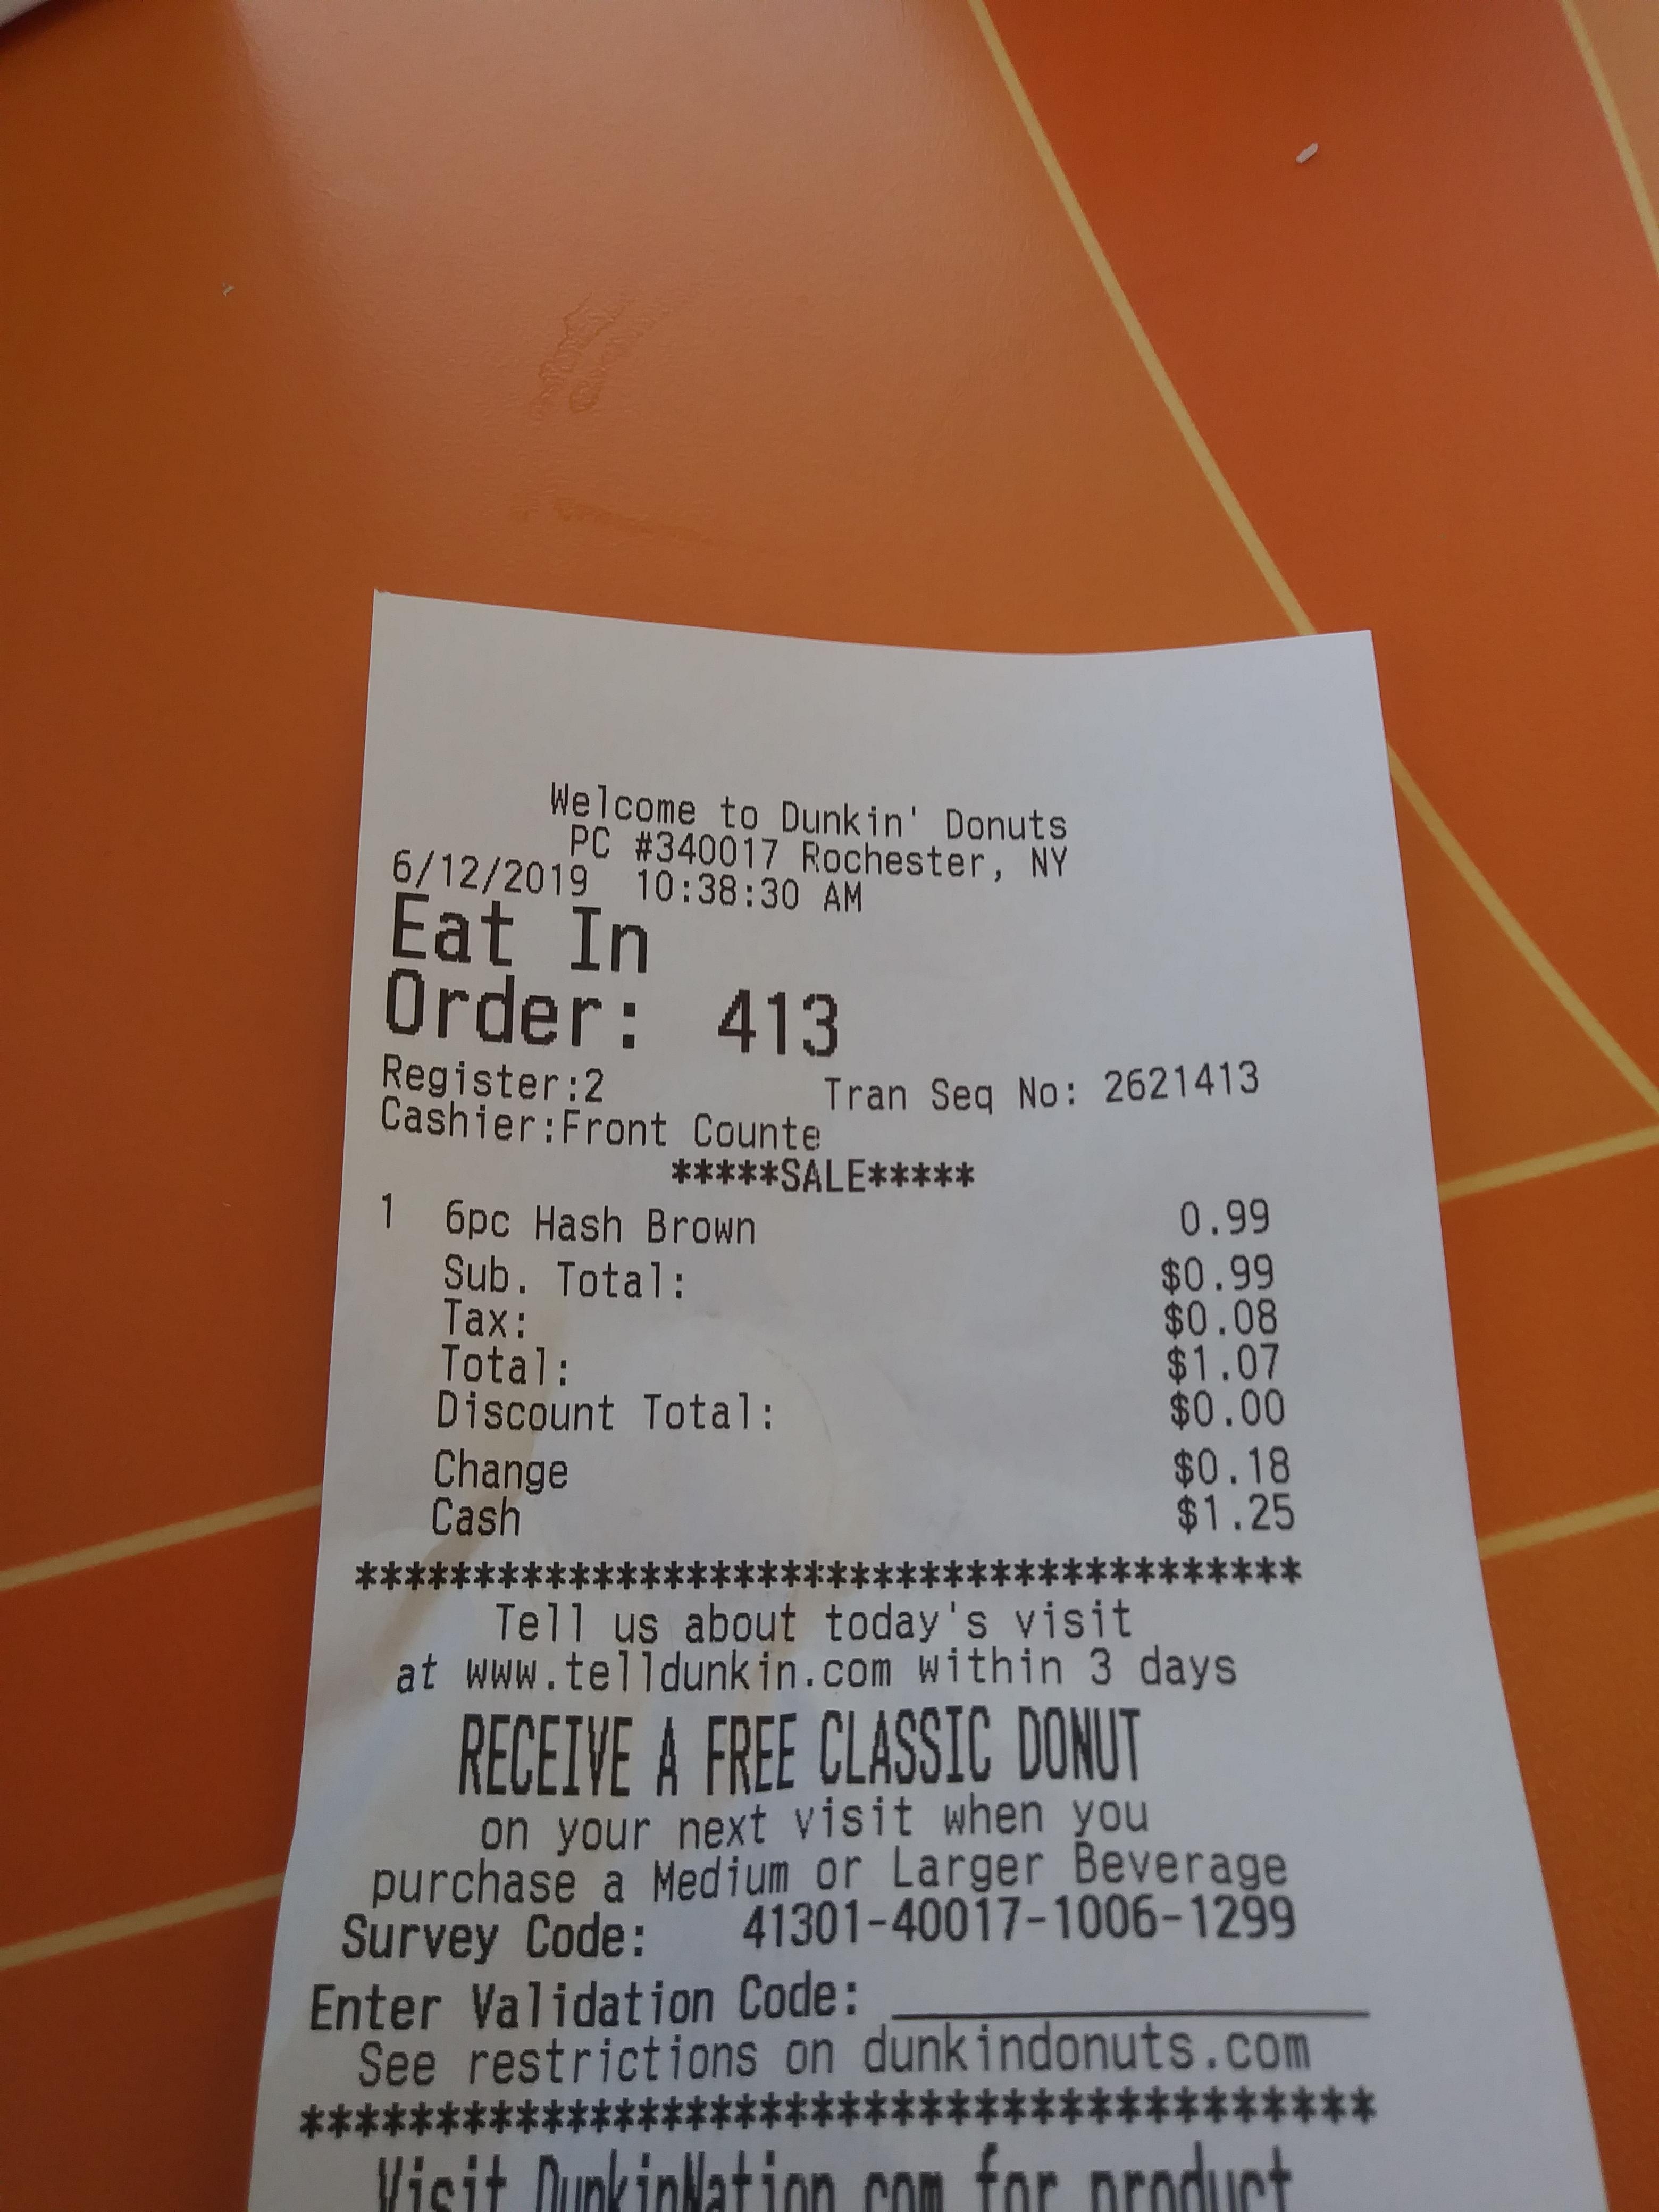 Welcome to Dunkin' Donuts
PC #340017 Rochester, NY
6/12/2019 10:38:30 AM
Eat In
Order: 413
Register:2 Tran Seq No: 2621413
Cashier:Front Counte
*****SALE*****
1 6pc Hash Brown 0.99
Sub. Total: $0.99
Tax: $0.08
Total: $1.07
Discount Total: $0.00
Change $0.18
Cash $1.25
****************************************
Tell us about today's visit
at www.telldunkin.com within 3 days
RECEIVE A FREE CLASSIC DONUT
on your next visit when you
purchase a Medium or Larger Beverage
Survey Code: 41301-40017-1006-1299
Enter Validation Code: ____________________
See restrictions on dunkindonuts.com
****************************************
Visit DunkinNation.com for product